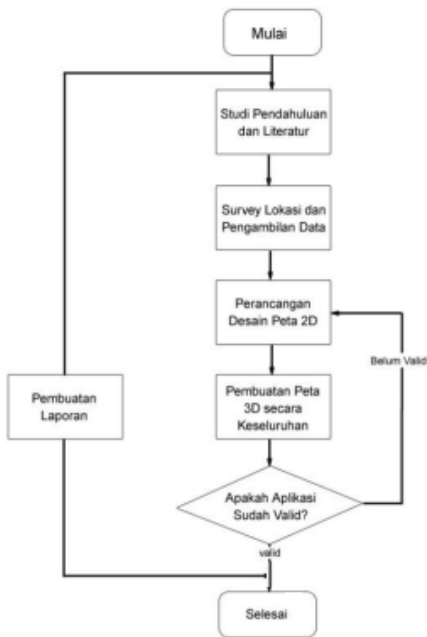 Mulai
Studi Pendahuluan
dan Literatur
Survey Lokasi dan
Pengambilan Data
Perancangan
Desain Peta 2D
Belum Valid
Pembuatan
Laporan
Pembuatan Peta
3D secara
Keseluruhan
Apakah Aplikasi
Sudah Valid?
valid
Selesai